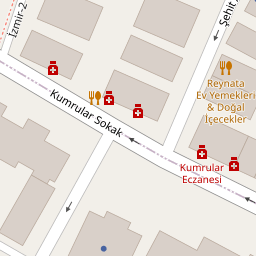 İzmir-2
Şehit
Reynata
Ev Yemekleri
& Doğal
İçecekler
Kumrular Sokak
Kumrular
Eczanesi